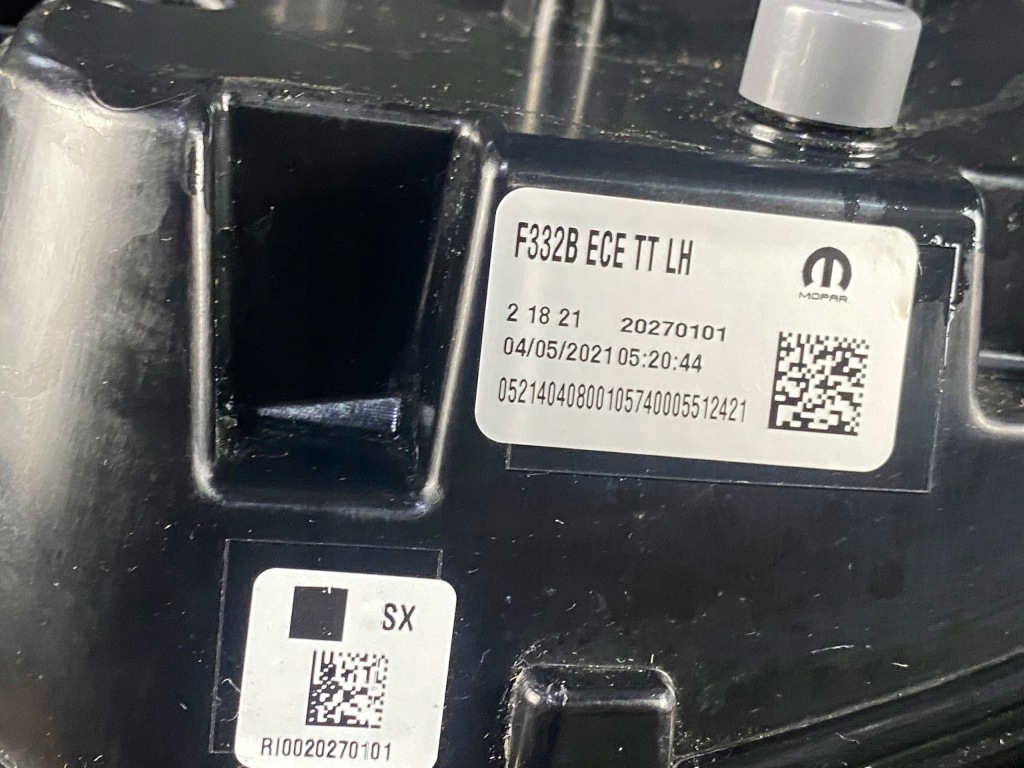 F332B ECE TT LH
MOPAR
2 18 21 20270101
04/05/2021 05:20:44
05214040800105740005512421
SX
RI0020270101